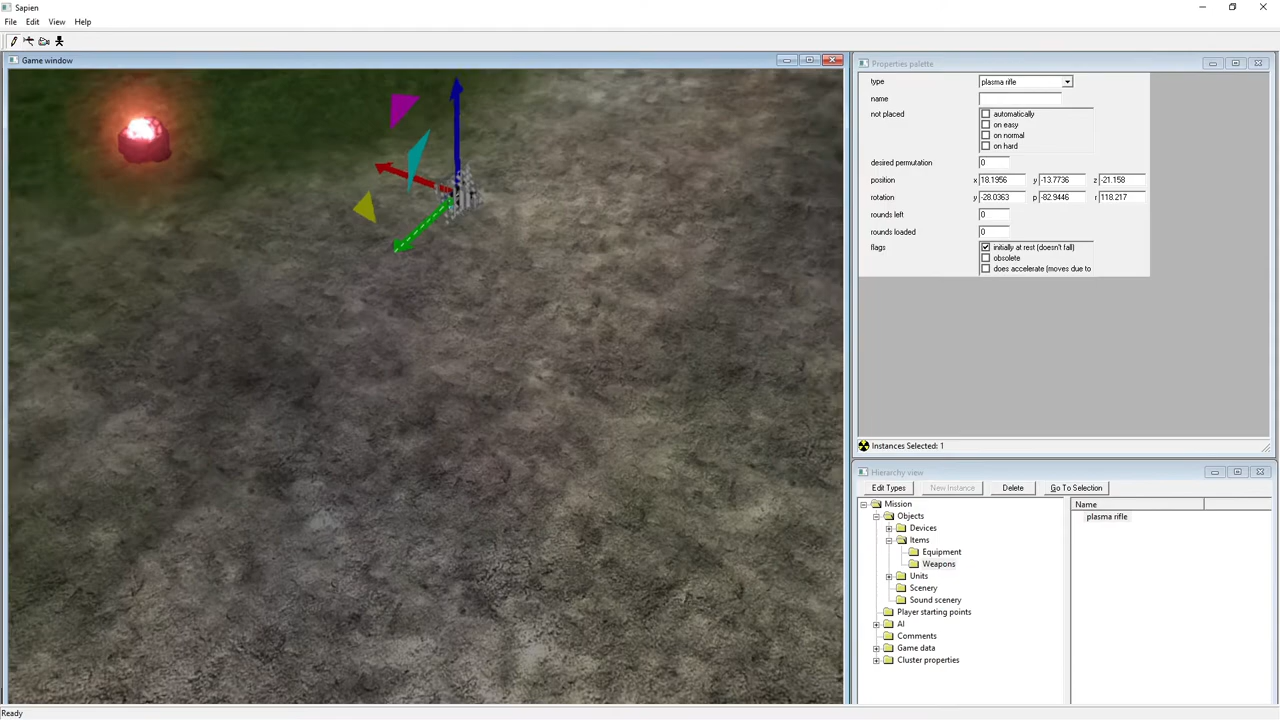 Sapien
File Edit View Help
Game window
Properties palette
type plasma rifle
name
not placed automatically
on easy
on normal
on hard
desired permutation 0
position x 18.1956 y -13.7736 z -21.158
rotation y -28.0363 p -82.9446 r 118.217
rounds left 0
rounds loaded 0
flags initially at rest (doesn't fall)
obsolete
does accelerate (moves due to
Instances Selected: 1
Hierarchy view
Edit Types New Instance Delete Go To Selection
Mission
Objects
Devices
Items
Equipment
Weapons
Units
Scenery
Sound scenery
Player starting points
AI
Comments
Game data
Cluster properties
Name
plasma rifle
Ready